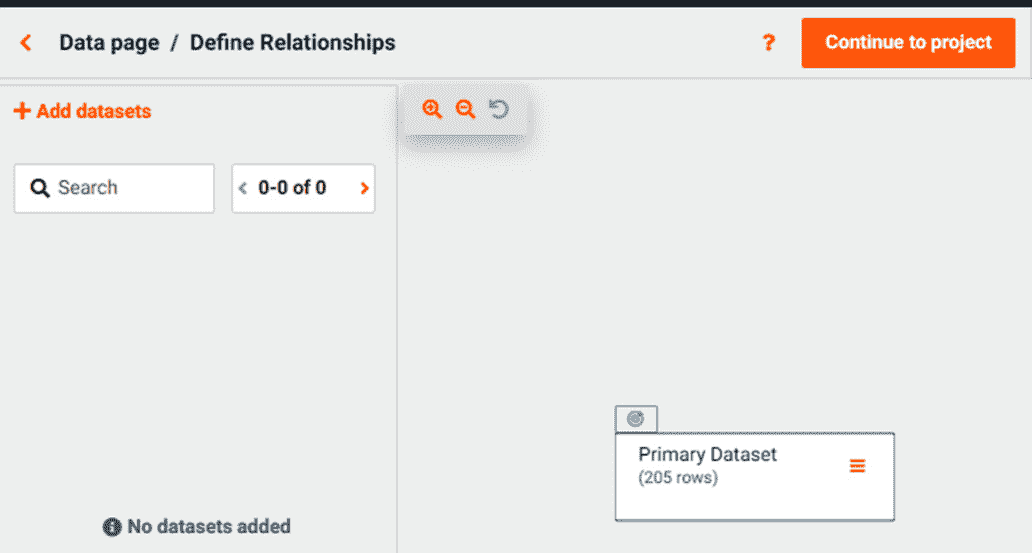 Data page / Define Relationships
? Continue to project
+ Add datasets
Search
< 0-0 of 0 >
Primary Dataset
(205 rows)
No datasets added